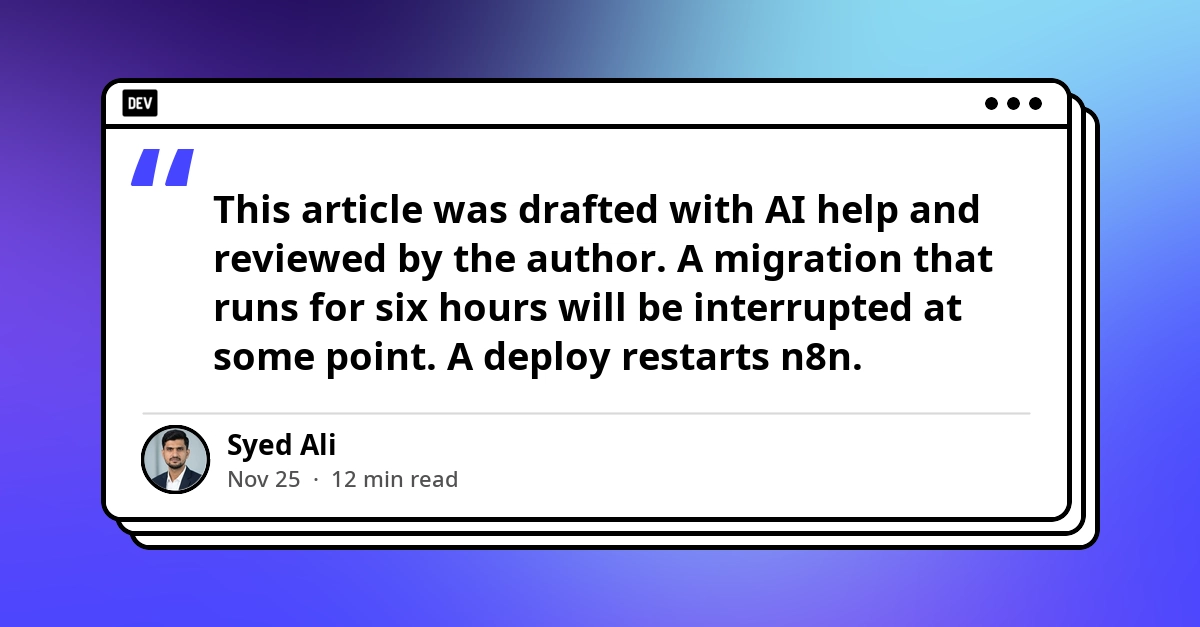 DEV
“
This article was drafted with AI help and
reviewed by the author. A migration that
runs for six hours will be interrupted at
some point. A deploy restarts n8n.
Syed Ali
Nov 25 · 12 min read